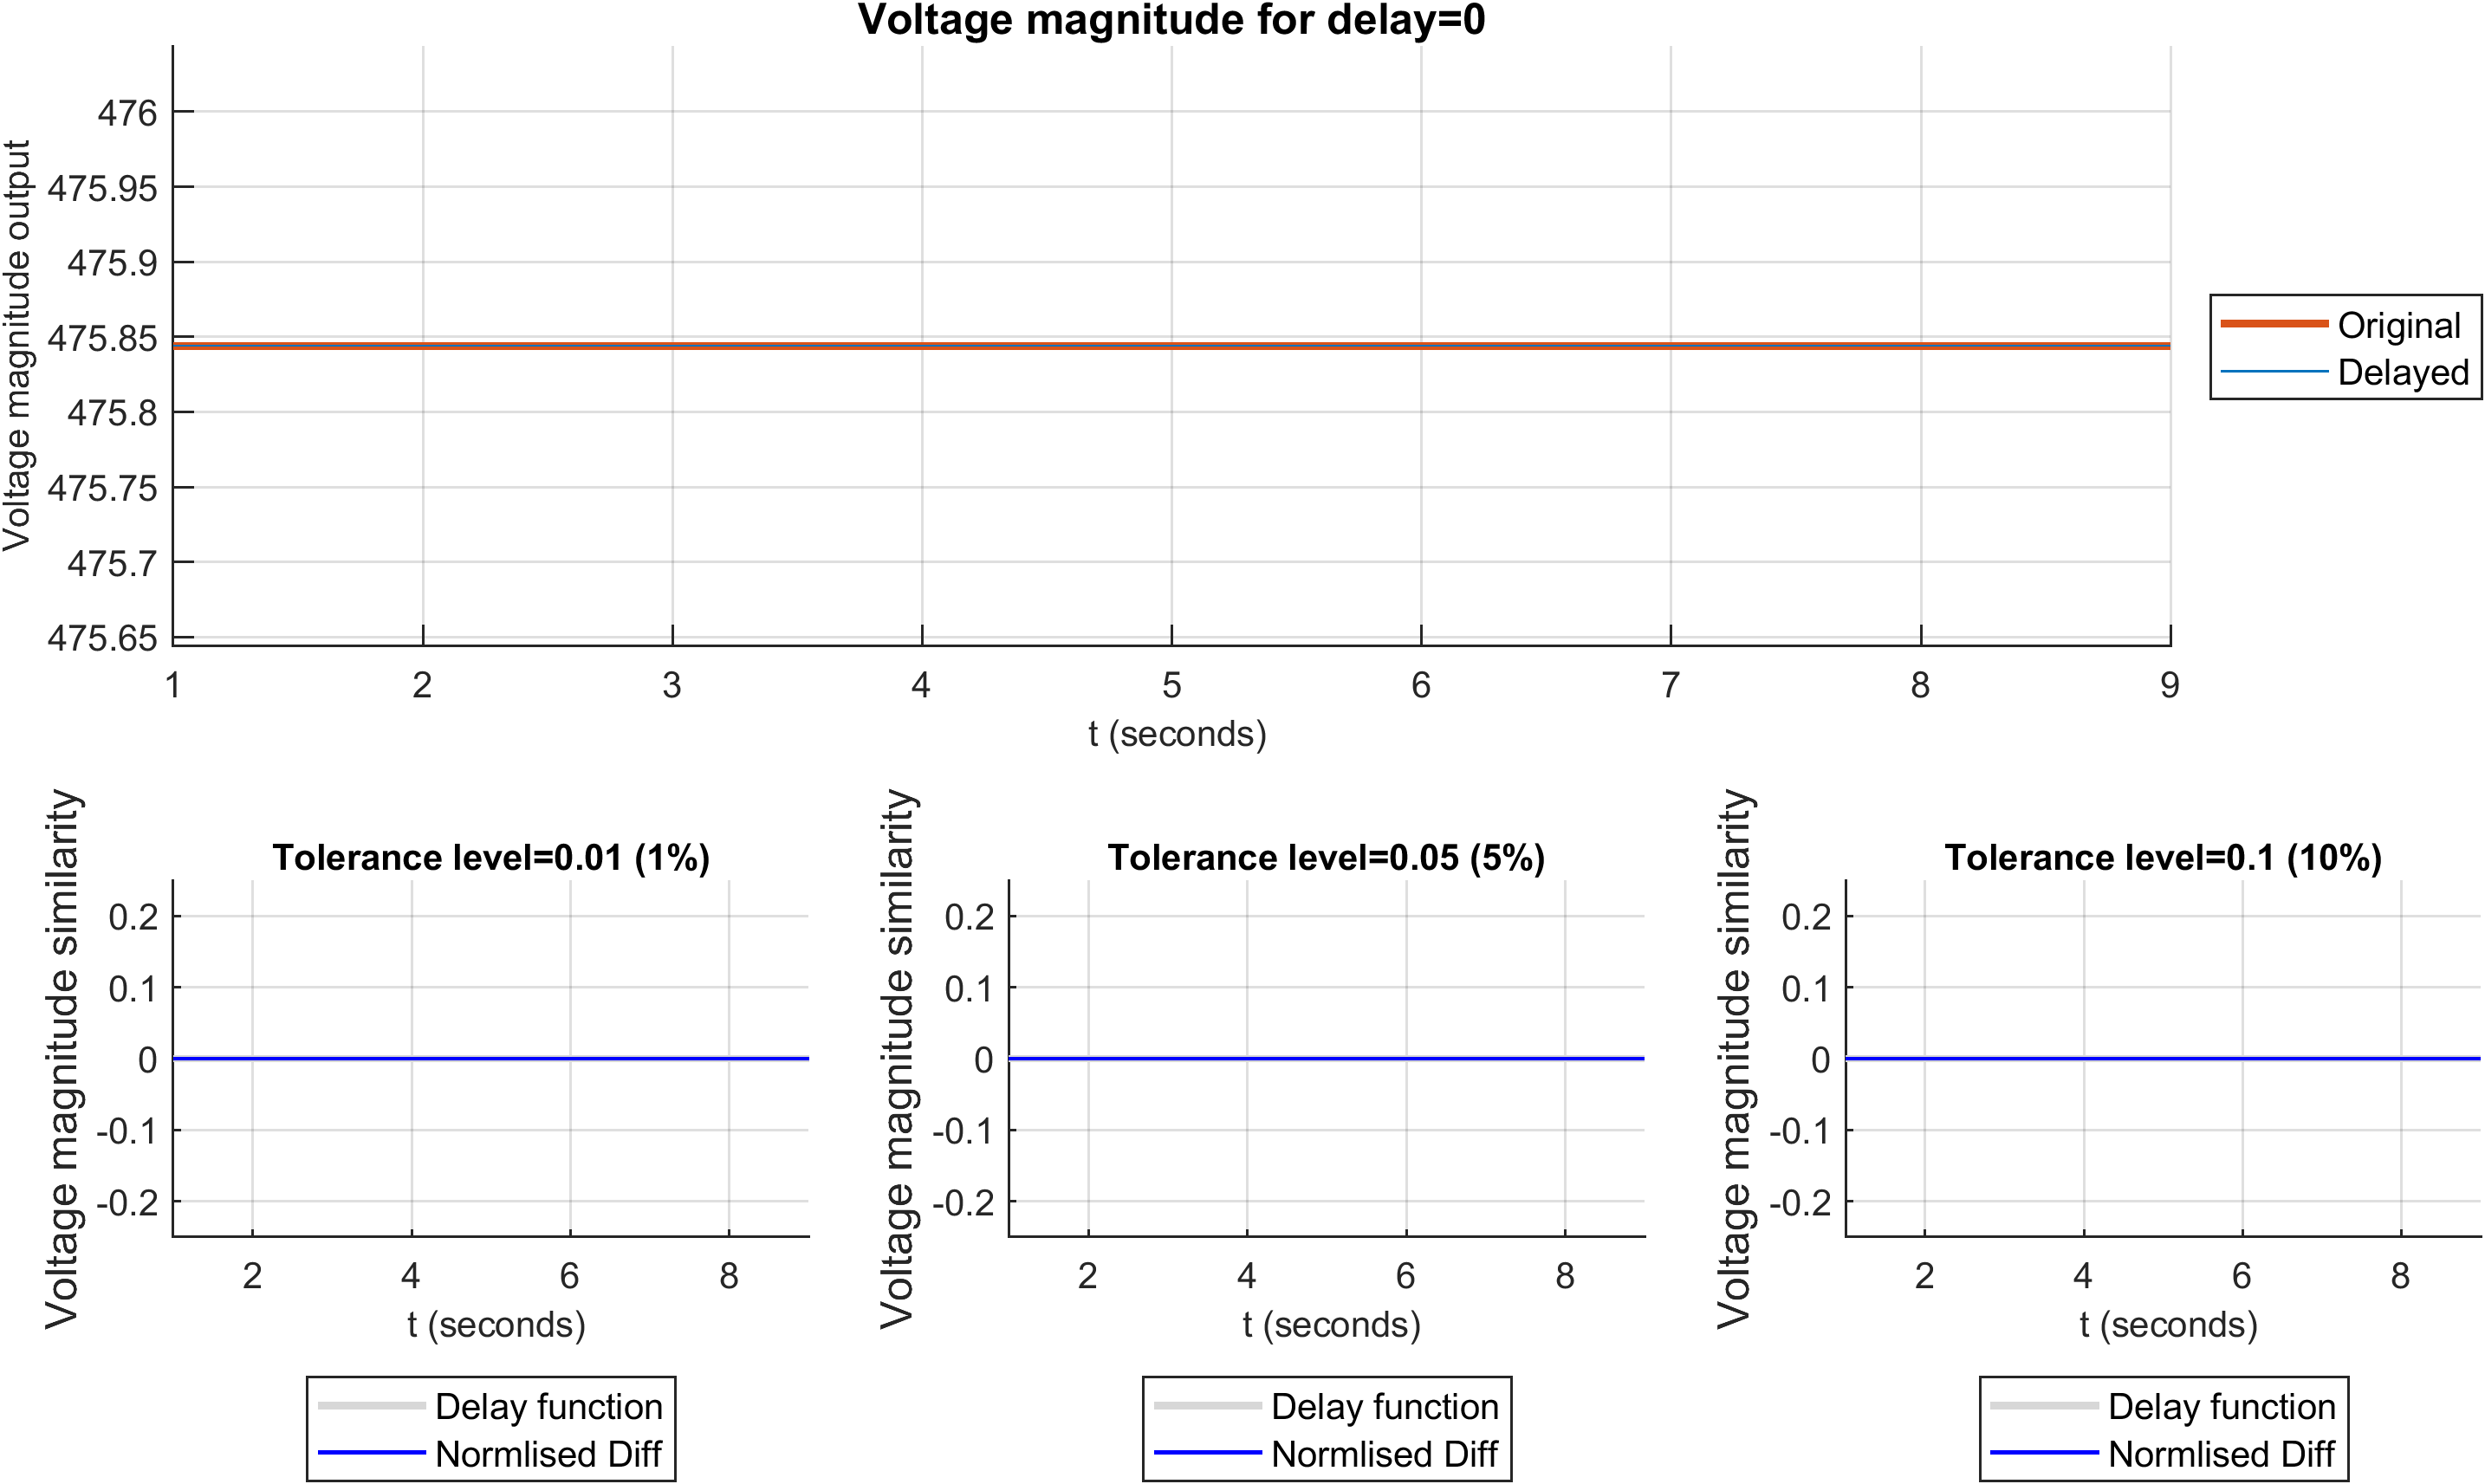 Voltage magnitude for delay=0
Voltage magnitude output
476
475.95
475.9
475.85
475.8
475.75
475.7
475.65
1 2 3 4 5 6 7 8 9
t (seconds)
Original
Delayed
Tolerance level=0.01 (1%)
Voltage magnitude similarity
0.2
0.1
0
-0.1
-0.2
2 4 6 8
t (seconds)
Delay function
Normlised Diff
Tolerance level=0.05 (5%)
Voltage magnitude similarity
0.2
0.1
0
-0.1
-0.2
2 4 6 8
t (seconds)
Delay function
Normlised Diff
Tolerance level=0.1 (10%)
Voltage magnitude similarity
0.2
0.1
0
-0.1
-0.2
2 4 6 8
t (seconds)
Delay function
Normlised Diff